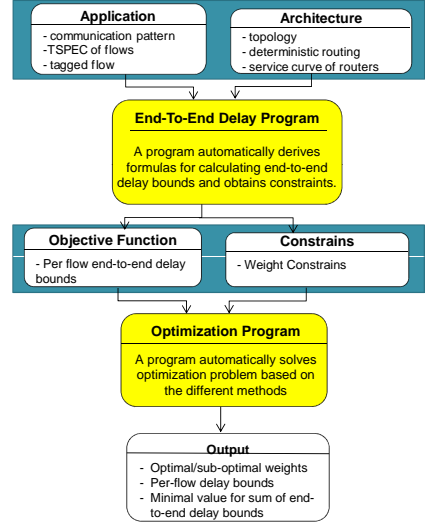 Application
- communication pattern
-TSPEC of flows
- tagged flow
Architecture
- topology
- deterministic routing
- service curve of routers
End-To-End Delay Program
A program automatically derives
formulas for calculating end-to-end
delay bounds and obtains constraints.
Objective Function
- Per flow end-to-end delay
bounds
Constrains
- Weight Constrains
Optimization Program
A program automatically solves
optimization problem based on
the different methods
Output
- Optimal/sub-optimal weights
- Per-flow delay bounds
- Minimal value for sum of end-
to-end delay bounds